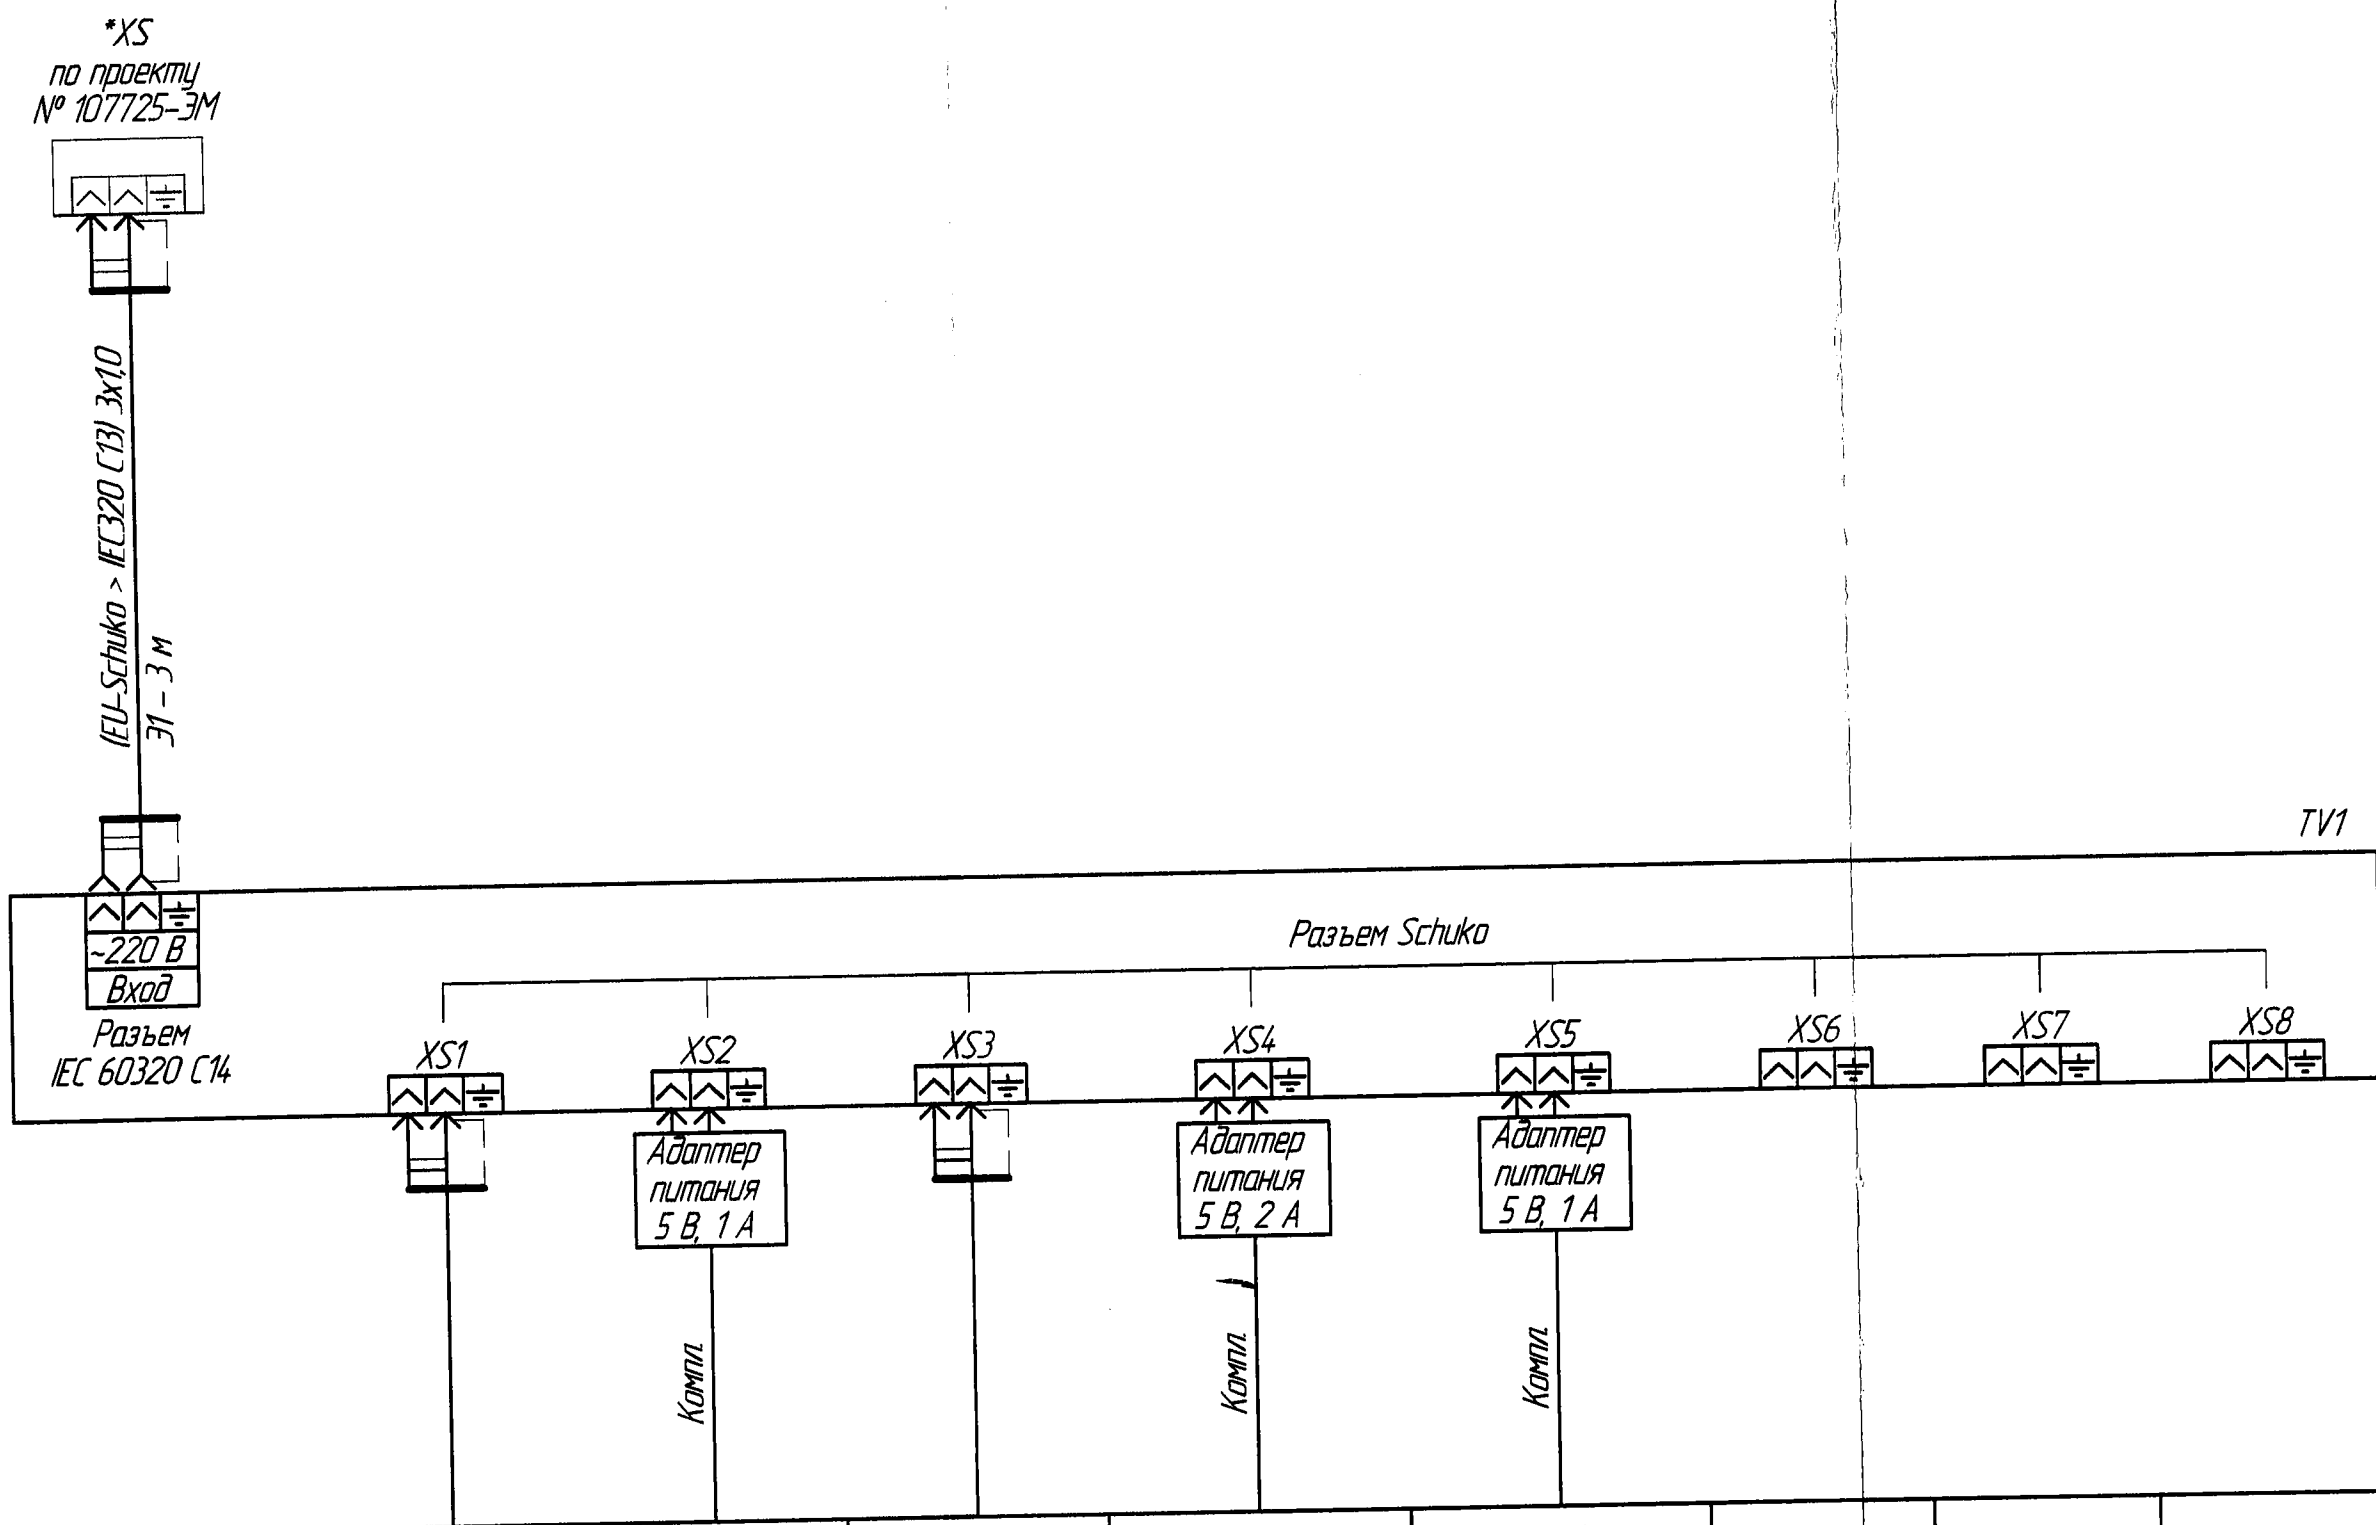 *XS
по проекту
№ 107725-ЭМ
(EU-Schuko > IEC320 C13) 3x1,0
Э1 - 3 м
TV1
~220 В
Вход
Разъем
IEC 60320 C14
Разъем Schuko
XS1
XS2
XS3
XS4
XS5
XS6
XS7
XS8
Адаптер
питания
5 В, 1 А
Адаптер
питания
5 В, 2 А
Адаптер
питания
5 В, 1 А
Компл.
Компл.
Компл.